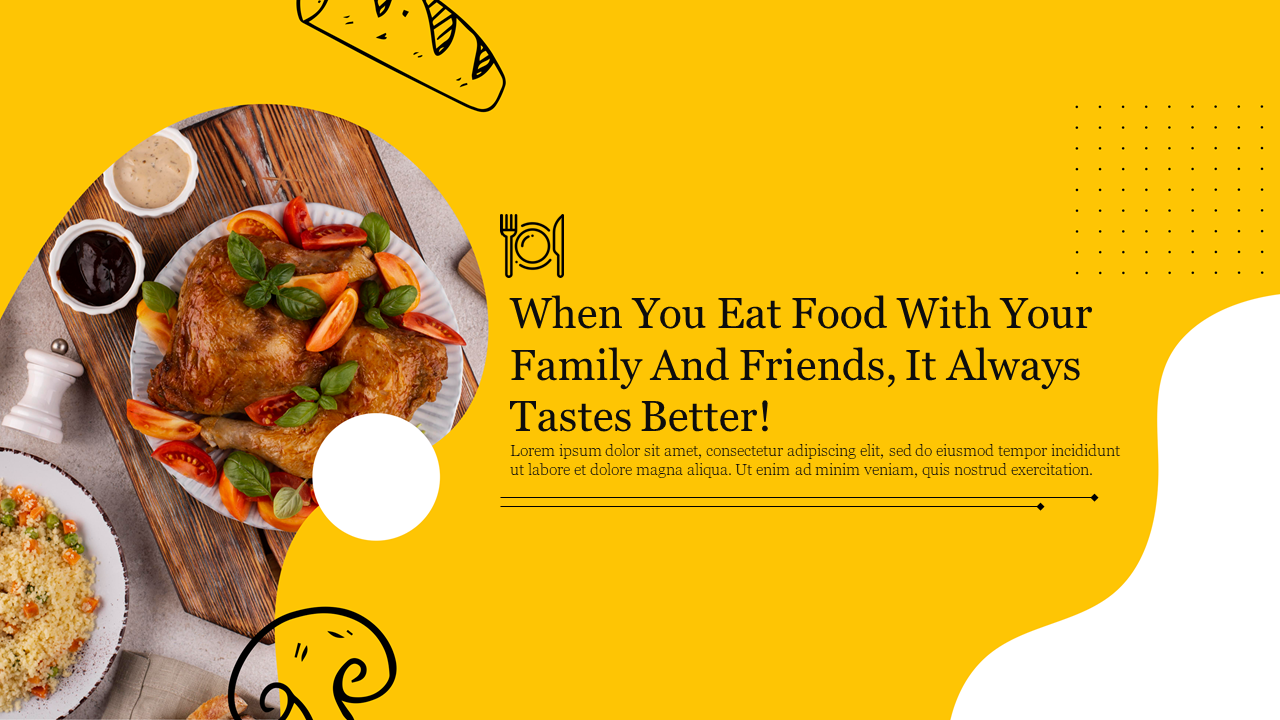 When You Eat Food With Your
Family And Friends, It Always
Tastes Better!
Lorem ipsum dolor sit amet, consectetur adipiscing elit, sed do eiusmod tempor incididunt
ut labore et dolore magna aliqua. Ut enim ad minim veniam, quis nostrud exercitation.